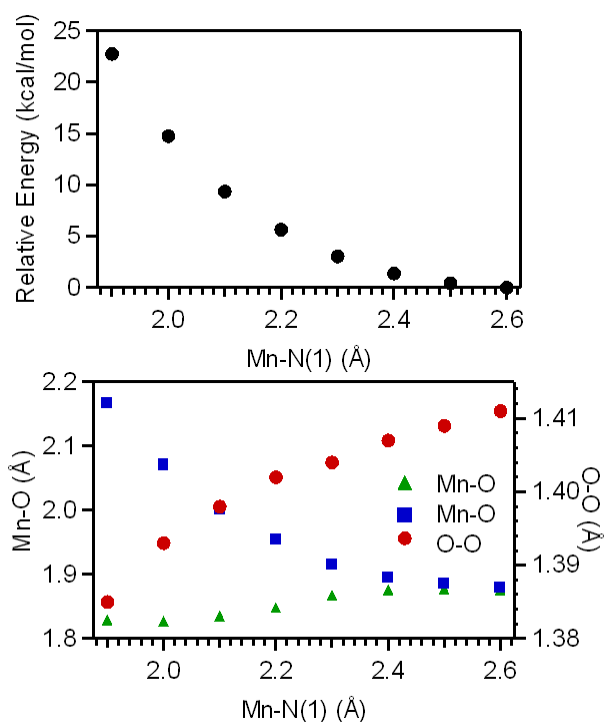 25
20
15
10
5
0
Relative Energy (kcal/mol)
2.0 2.2 2.4 2.6
Mn-N(1) (Å)
2.2
2.1
2.0
1.9
1.8
Mn-O (Å)
Mn-O
Mn-O
O-O
1.41
1.40
1.39
1.38
O-O (Å)
2.0 2.2 2.4 2.6
Mn-N(1) (Å)